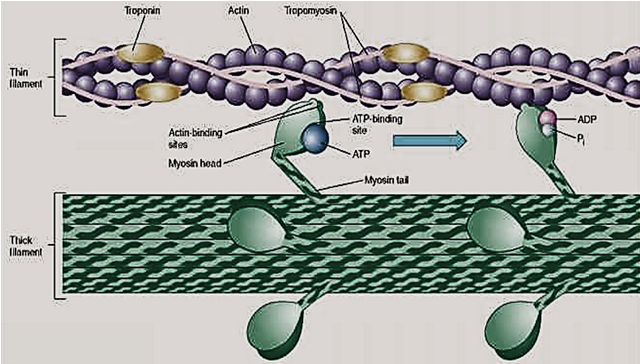 Troponin
Actin
Tropomyosin
Thin
filament
Actin-binding
sites
ATP-binding
site
ADP
Pi
Myosin head
ATP
Myosin tail
Thick
filament